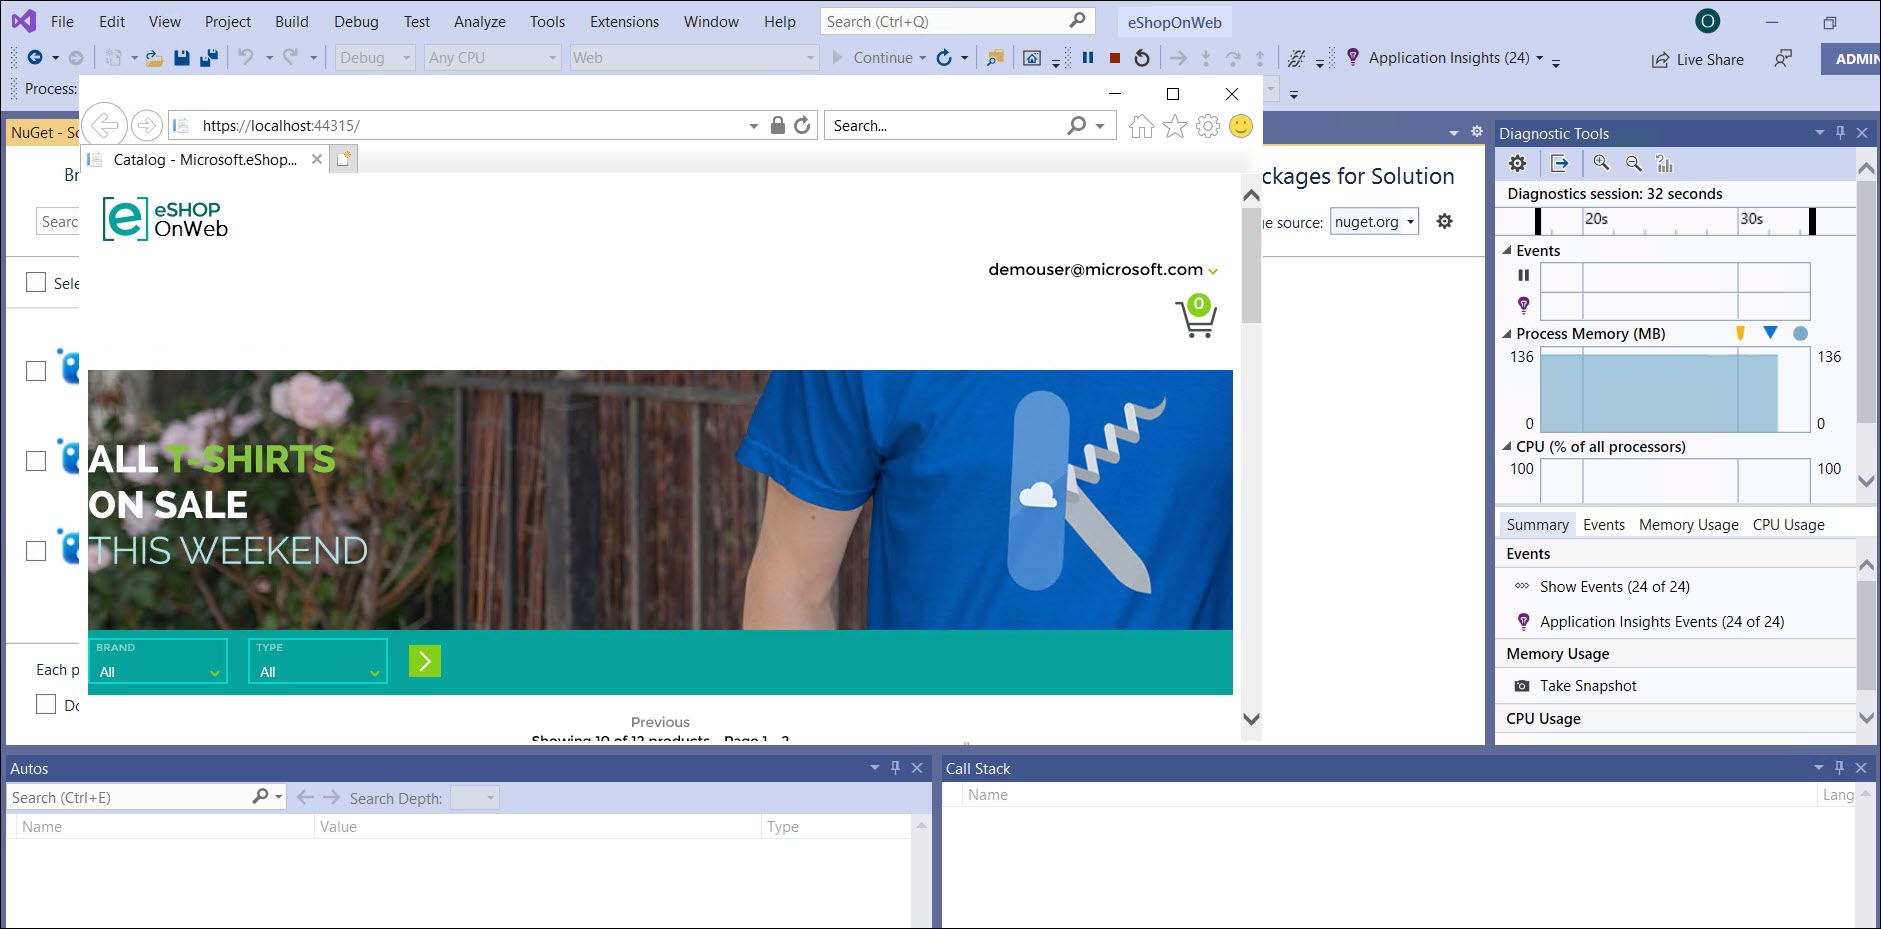 File Edit View Project Build Debug Test Analyze Tools Extensions Window Help Search (Ctrl+Q) eShopOnWeb O
Debug Any CPU Web Continue Application Insights (24) Live Share ADMIN
Process:
NuGet - So
https://localhost:44315/ Search...
Catalog - Microsoft.eShop...
Br
ckages for Solution
Searc
e source: nuget.org
Sele
[e] eSHOP
OnWeb
demouser@microsoft.com
0
ALL T-SHIRTS
ON SALE
THIS WEEKEND
BRAND
All
TYPE
All
Each p
Do
Previous
Showing 10 of 12 products - Page 1 - 2
Diagnostic Tools
Diagnostics session: 32 seconds
20s 30s
Events
Process Memory (MB)
136 136
0 0
CPU (% of all processors)
100 100
Summary Events Memory Usage CPU Usage
Events
Show Events (24 of 24)
Application Insights Events (24 of 24)
Memory Usage
Take Snapshot
CPU Usage
Autos
Search (Ctrl+E) Search Depth:
Name Value Type
Call Stack
Name Lang